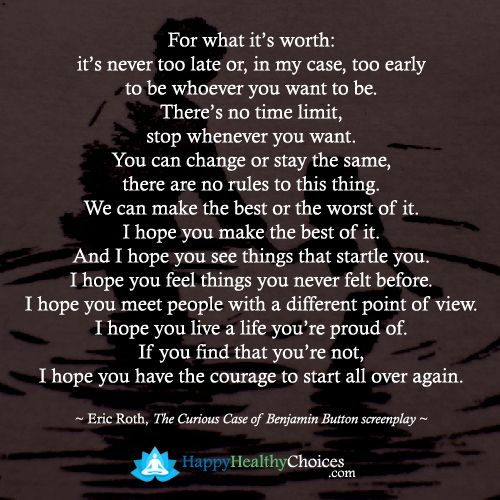 For what it's worth:
it's never too late or, in my case, too early
to be whoever you want to be.
There's no time limit,
stop whenever you want.
You can change or stay the same,
there are no rules to this thing.
We can make the best or the worst of it.
I hope you make the best of it.
And I hope you see things that startle you.
I hope you feel things you never felt before.
I hope you meet people with a different point of view.
I hope you live a life you're proud of.
If you find that you're not,
I hope you have the courage to start all over again.
~ Eric Roth, The Curious Case of Benjamin Button screenplay ~
HappyHealthyChoices
.com